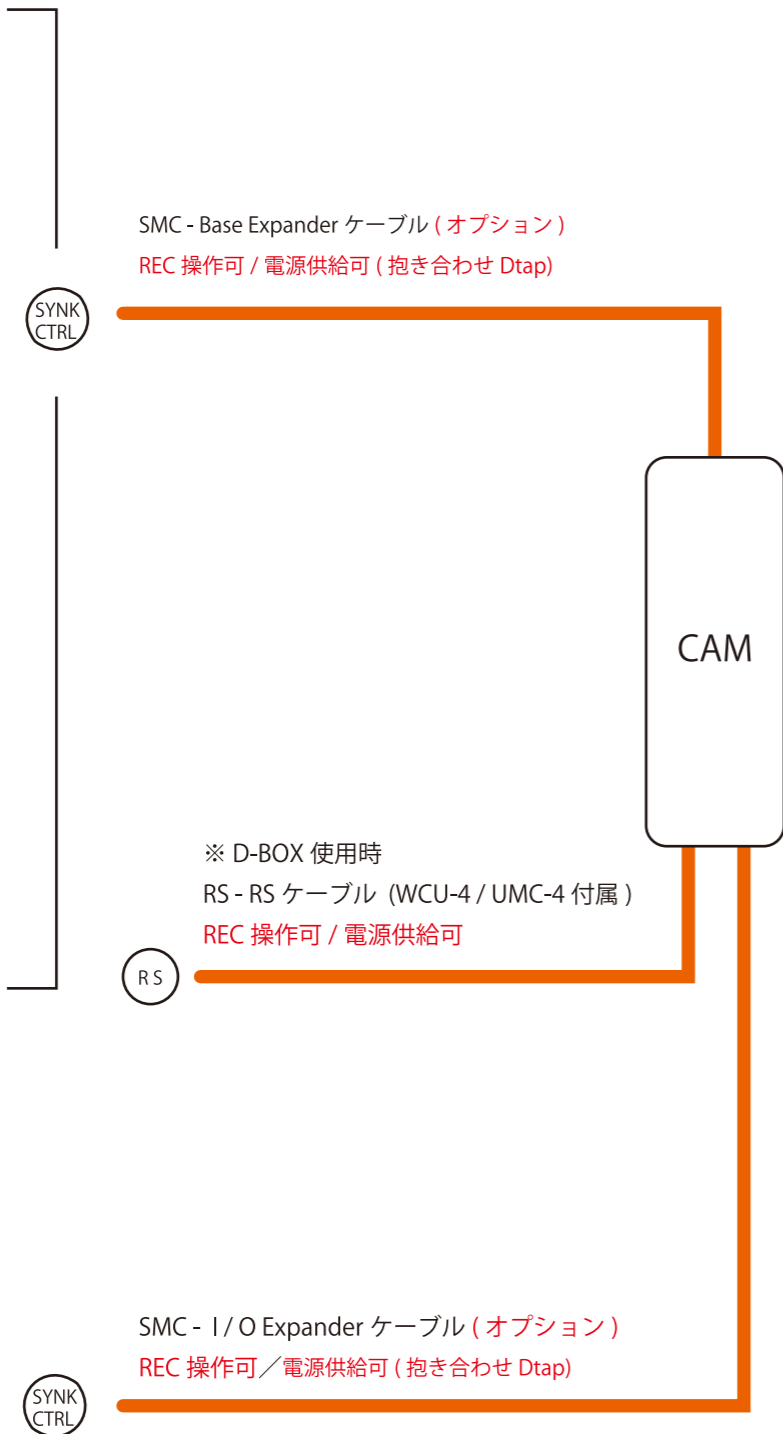 SMC - Base Expander ケーブル ( オプション )
REC 操作可 / 電源供給可 ( 抱き合わせ Dtap)
SYNK
CTRL
CAM
※ D-BOX 使用時
RS - RS ケーブル (WCU-4 / UMC-4 付属 )
REC 操作可 / 電源供給可
R S
SMC - I / O Expander ケーブル ( オプション )
REC 操作可／電源供給可 ( 抱き合わせ Dtap)
SYNK
CTRL